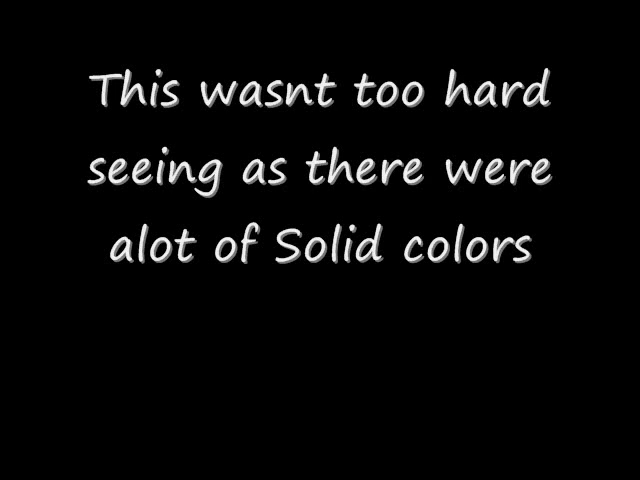 This wasnt too hard
seeing as there were
alot of Solid colors